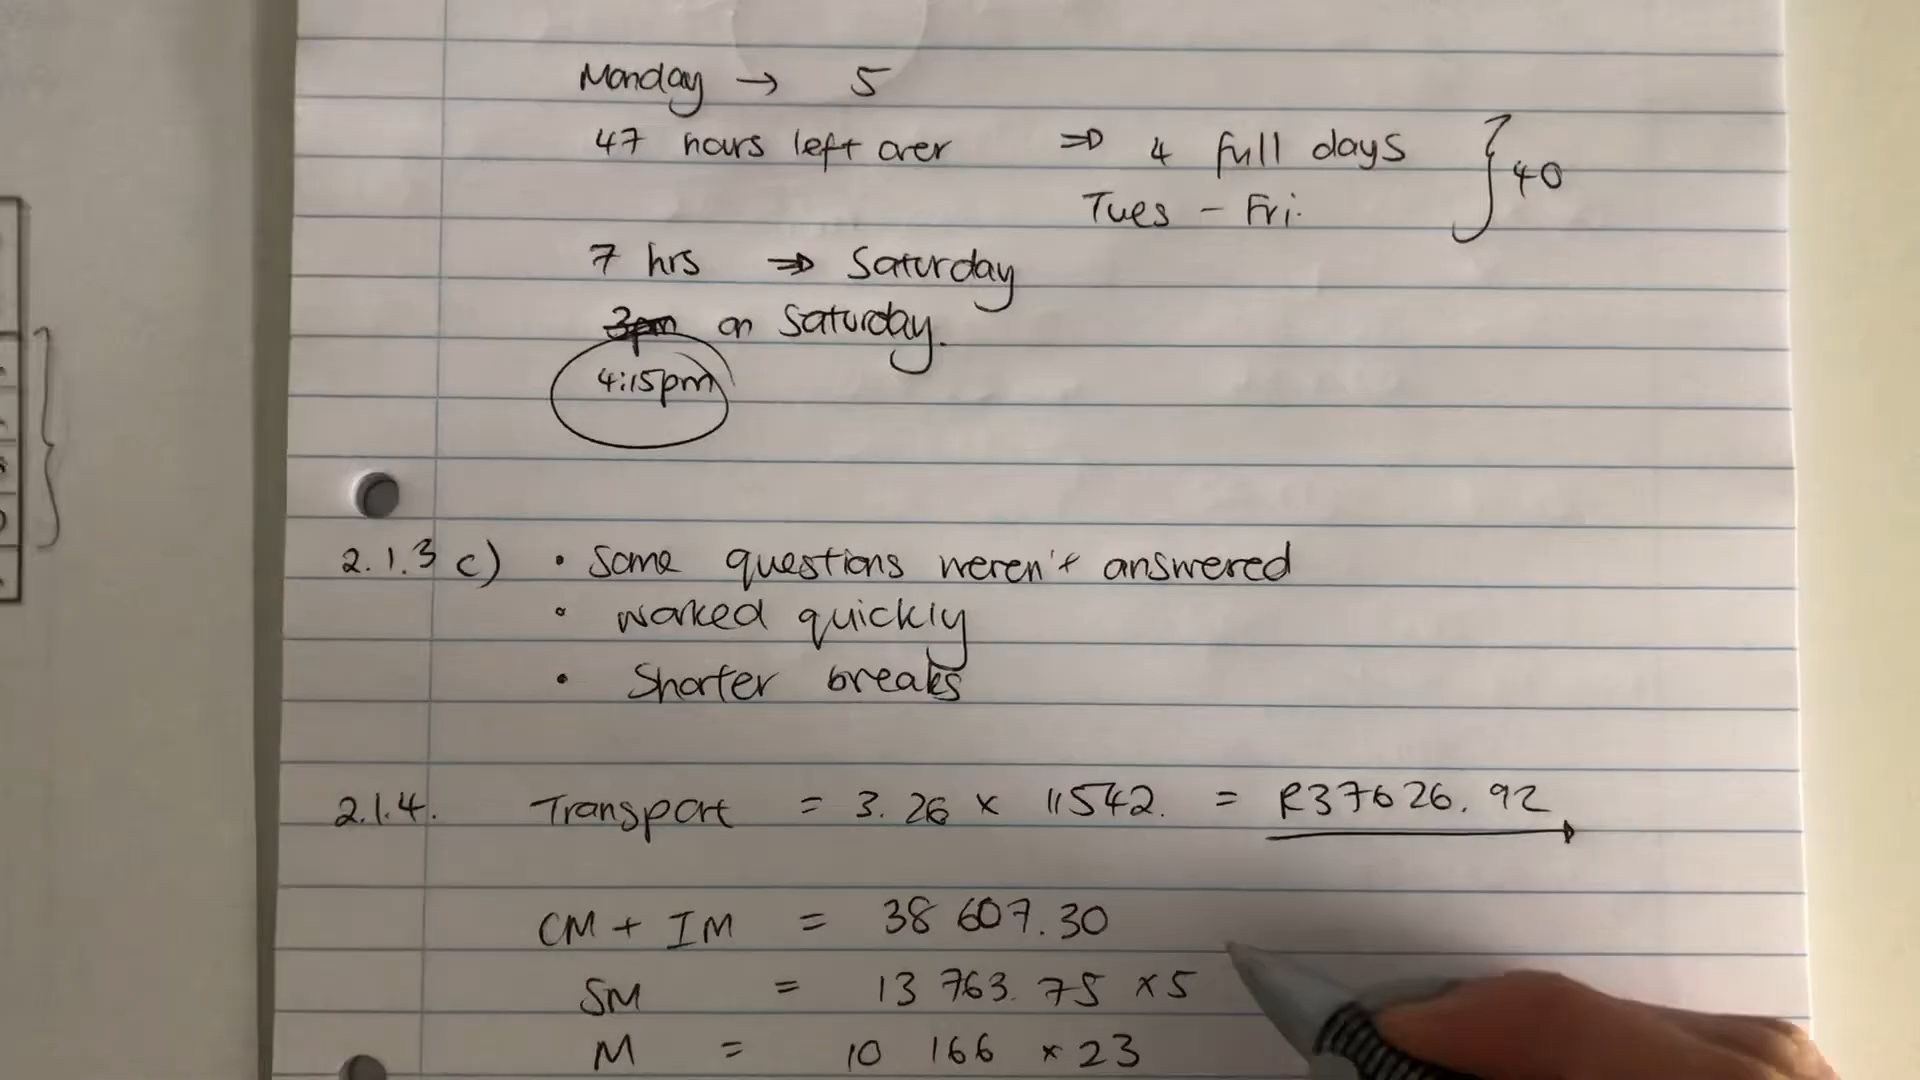 Monday → 5
47 hours left over ⇒ 4 full days } 40
Tues - Fri.
7 hrs ⇒ Saturday
3pm on Saturday.
4:15pm
2.1.3 c) • Some questions weren't answered
• worked quickly
• Shorter breaks
2.1.4. Transport = 3.26 × 11542. = R37626.92
CM + IM = 38 607.30
SM = 13 763.75 × 5
M = 10 166 × 23